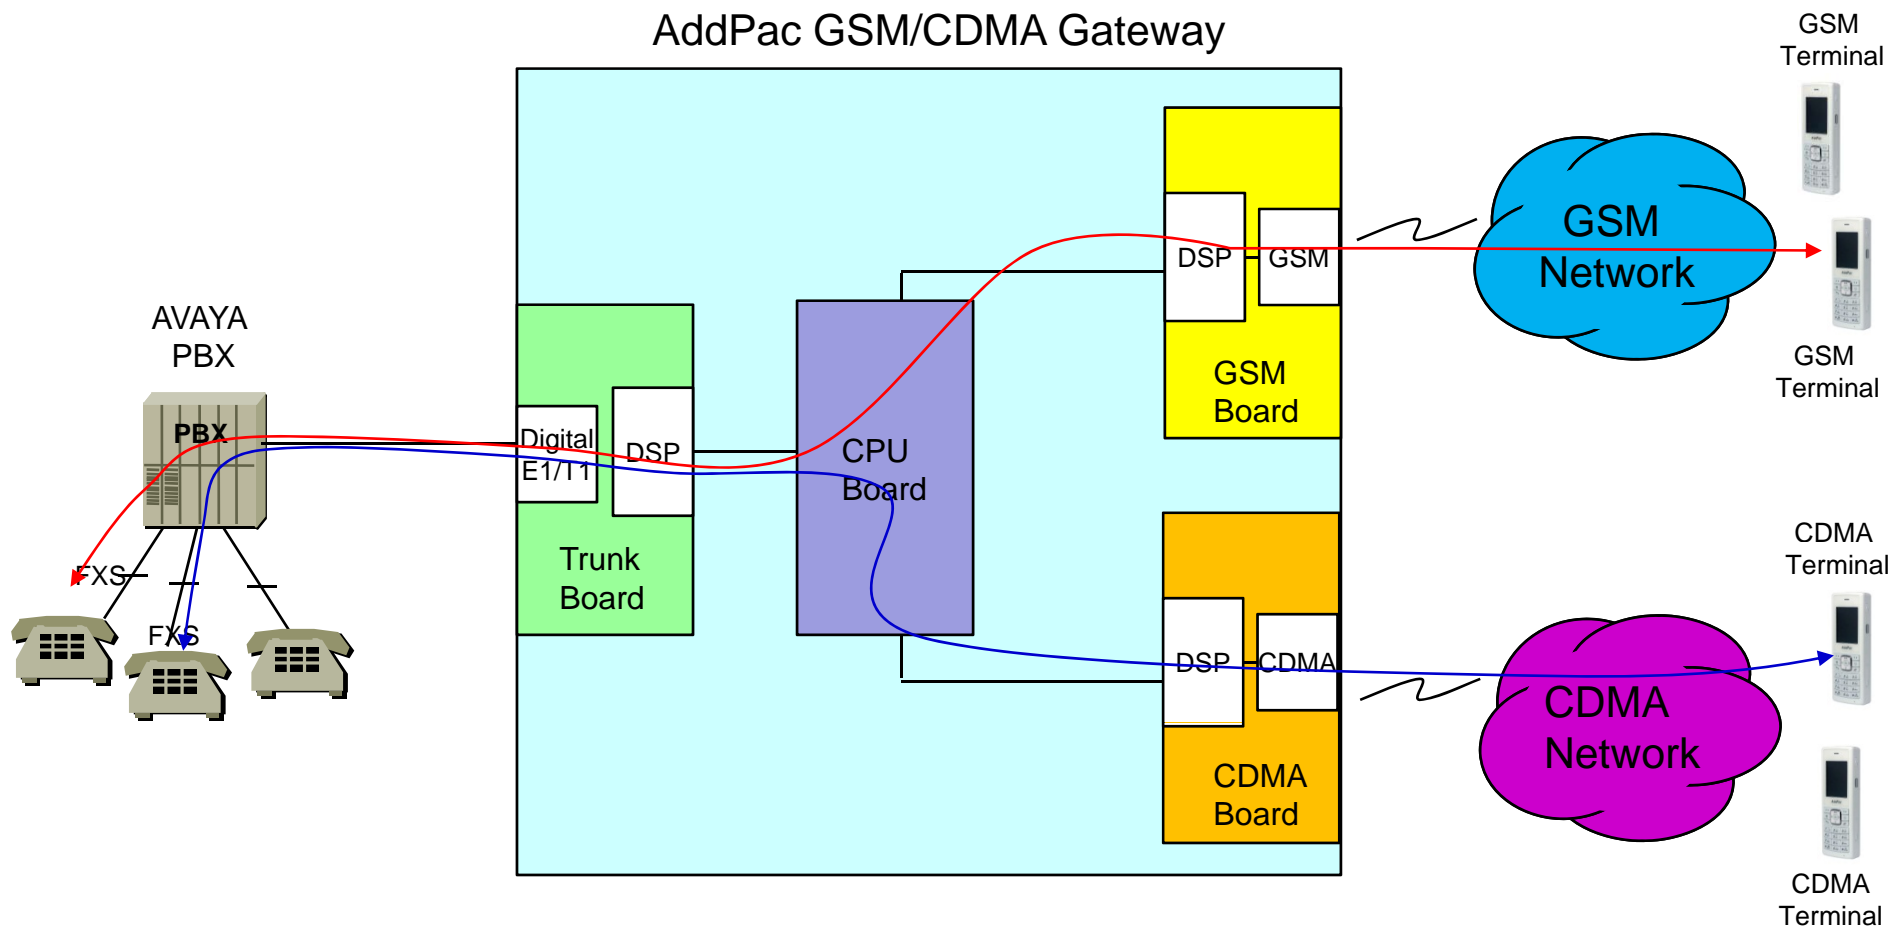 AddPac GSM/CDMA Gateway
GSM
Terminal
GSM
Network
DSP
GSM
GSM
Board
GSM
Terminal
AVAYA
PBX
PBX
Digital
E1/T1
DSP
CPU
Board
Trunk
Board
FXS
FXS
CDMA
Terminal
DSP
CDMA
CDMA
Network
CDMA
Board
CDMA
Terminal